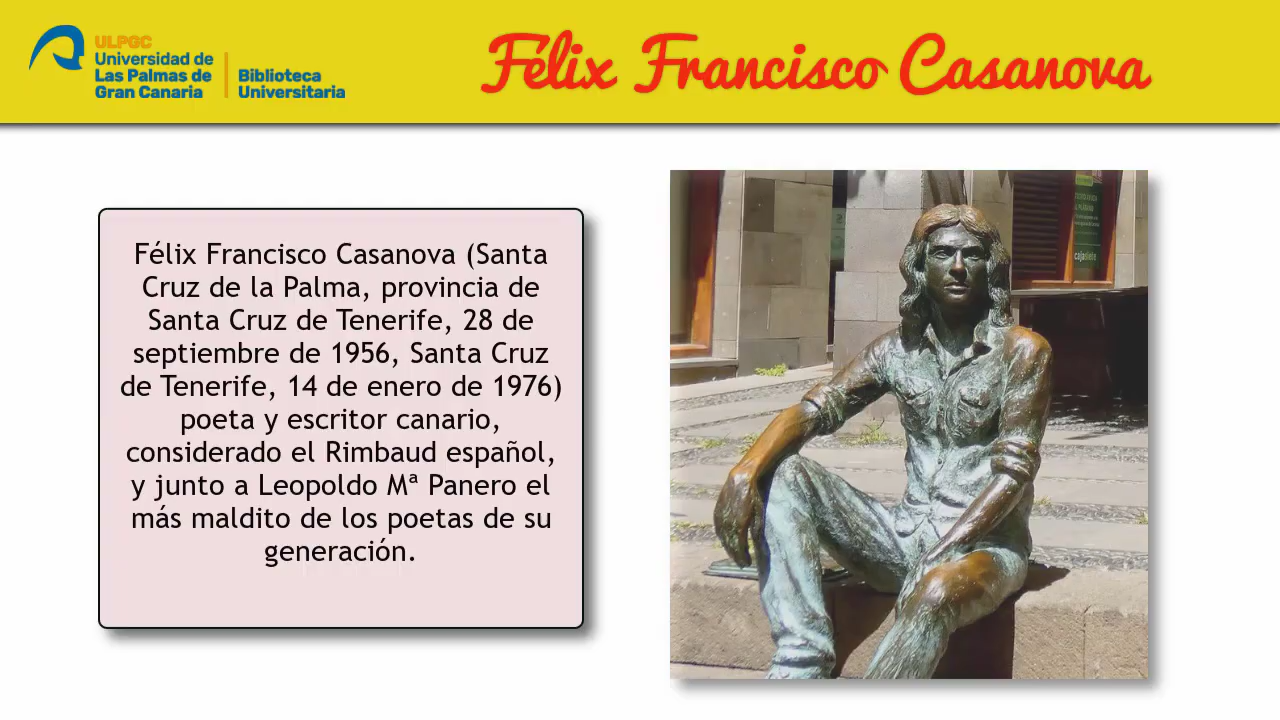 ULPGC
Universidad de
Las Palmas de
Gran Canaria
Biblioteca
Universitaria
Félix Francisco Casanova
Félix Francisco Casanova (Santa
Cruz de la Palma, provincia de
Santa Cruz de Tenerife, 28 de
septiembre de 1956, Santa Cruz
de Tenerife, 14 de enero de 1976)
poeta y escritor canario,
considerado el Rimbaud español,
y junto a Leopoldo Mª Panero el
más maldito de los poetas de su
generación.
cajasiete